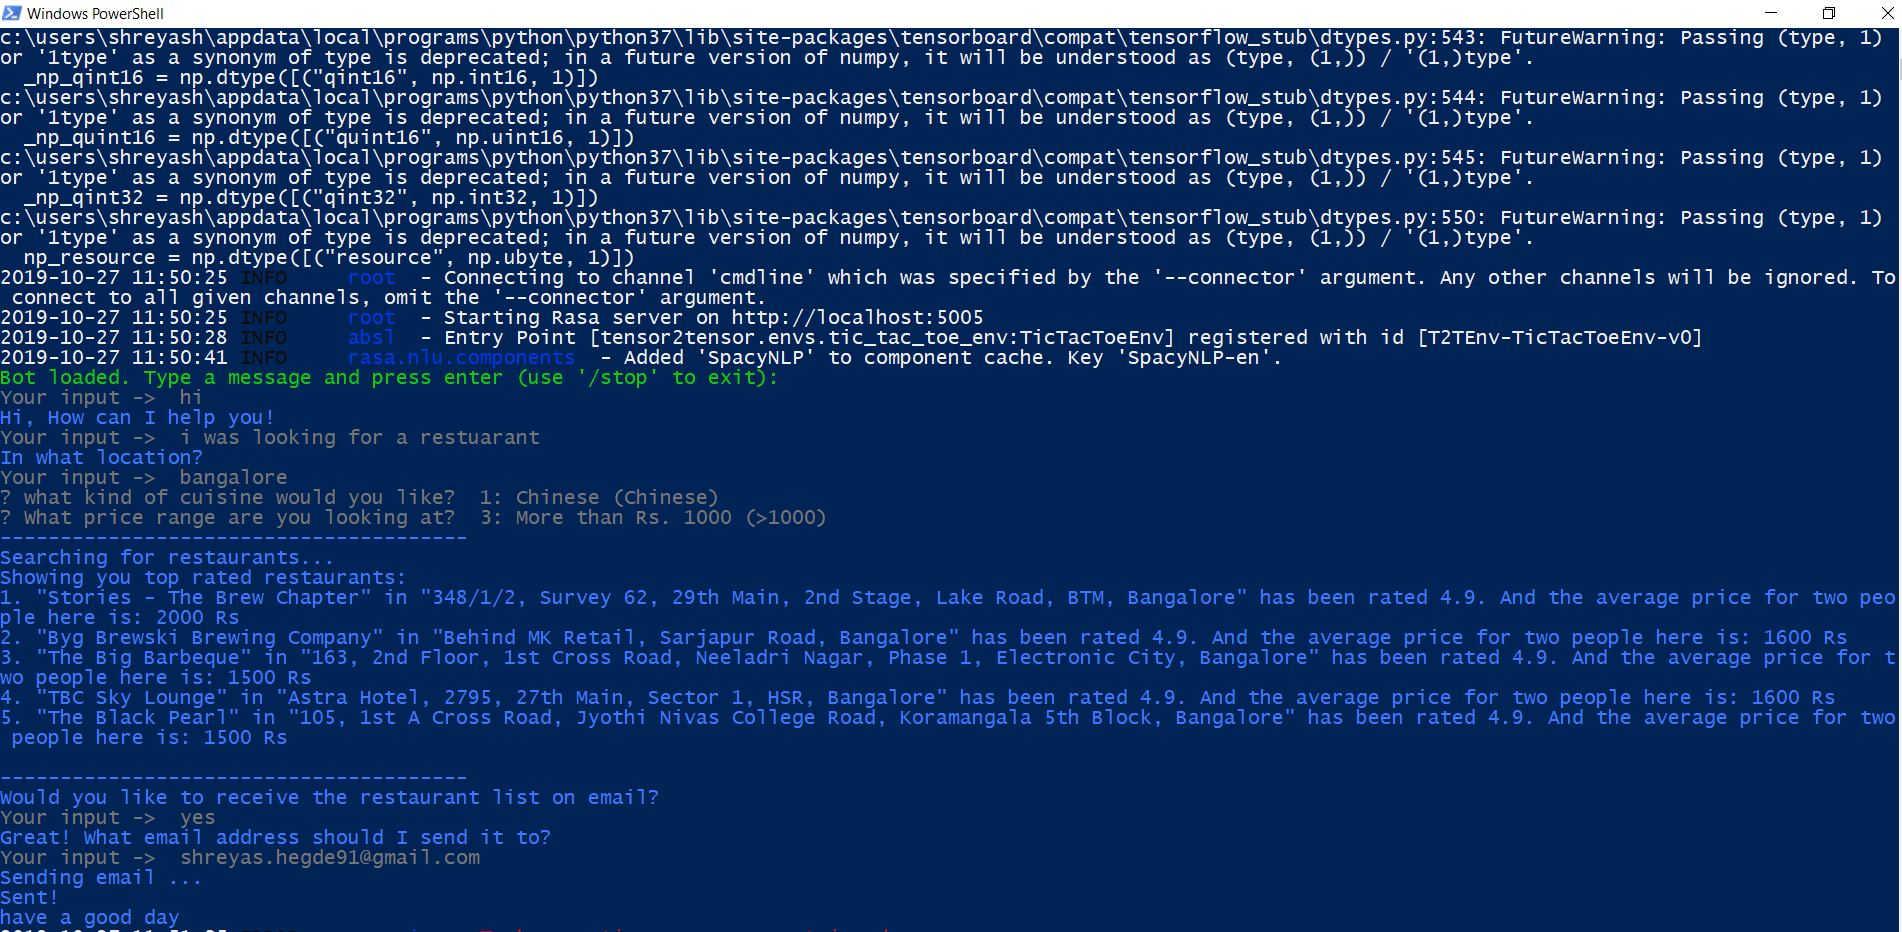 Windows PowerShell
c:\users\shreyash\appdata\local\programs\python\python37\lib\site-packages\tensorboard\compat\tensorflow_stub\dtypes.py:543: FutureWarning: Passing (type, 1)
or '1type' as a synonym of type is deprecated; in a future version of numpy, it will be understood as (type, (1,)) / '(1,)type'.
  _np_qint16 = np.dtype([("qint16", np.int16, 1)])
c:\users\shreyash\appdata\local\programs\python\python37\lib\site-packages\tensorboard\compat\tensorflow_stub\dtypes.py:544: FutureWarning: Passing (type, 1)
or '1type' as a synonym of type is deprecated; in a future version of numpy, it will be understood as (type, (1,)) / '(1,)type'.
  _np_quint16 = np.dtype([("quint16", np.uint16, 1)])
c:\users\shreyash\appdata\local\programs\python\python37\lib\site-packages\tensorboard\compat\tensorflow_stub\dtypes.py:545: FutureWarning: Passing (type, 1)
or '1type' as a synonym of type is deprecated; in a future version of numpy, it will be understood as (type, (1,)) / '(1,)type'.
  _np_qint32 = np.dtype([("qint32", np.int32, 1)])
c:\users\shreyash\appdata\local\programs\python\python37\lib\site-packages\tensorboard\compat\tensorflow_stub\dtypes.py:550: FutureWarning: Passing (type, 1)
or '1type' as a synonym of type is deprecated; in a future version of numpy, it will be understood as (type, (1,)) / '(1,)type'.
  np_resource = np.dtype([("resource", np.ubyte, 1)])
2019-10-27 11:50:25 INFO     root  - Connecting to channel 'cmdline' which was specified by the '--connector' argument. Any other channels will be ignored. To
 connect to all given channels, omit the '--connector' argument.
2019-10-27 11:50:25 INFO     root  - Starting Rasa server on http://localhost:5005
2019-10-27 11:50:28 INFO     absl  - Entry Point [tensor2tensor.envs.tic_tac_toe_env:TicTacToeEnv] registered with id [T2TEnv-TicTacToeEnv-v0]
2019-10-27 11:50:41 INFO     rasa.nlu.components  - Added 'SpacyNLP' to component cache. Key 'SpacyNLP-en'.
Bot loaded. Type a message and press enter (use '/stop' to exit):
Your input ->  hi
Hi, How can I help you!
Your input ->  i was looking for a restuarant
In what location?
Your input ->  bangalore
? what kind of cuisine would you like?  1: Chinese (Chinese)
? What price range are you looking at?  3: More than Rs. 1000 (>1000)
---------------------------------------
Searching for restaurants...
Showing you top rated restaurants:
1. "Stories - The Brew Chapter" in "348/1/2, Survey 62, 29th Main, 2nd Stage, Lake Road, BTM, Bangalore" has been rated 4.9. And the average price for two peo
ple here is: 2000 Rs
2. "Byg Brewski Brewing Company" in "Behind MK Retail, Sarjapur Road, Bangalore" has been rated 4.9. And the average price for two people here is: 1600 Rs
3. "The Big Barbeque" in "163, 2nd Floor, 1st Cross Road, Neeladri Nagar, Phase 1, Electronic City, Bangalore" has been rated 4.9. And the average price for t
wo people here is: 1500 Rs
4. "TBC Sky Lounge" in "Astra Hotel, 2795, 27th Main, Sector 1, HSR, Bangalore" has been rated 4.9. And the average price for two people here is: 1600 Rs
5. "The Black Pearl" in "105, 1st A Cross Road, Jyothi Nivas College Road, Koramangala 5th Block, Bangalore" has been rated 4.9. And the average price for two
 people here is: 1500 Rs
---------------------------------------
Would you like to receive the restaurant list on email?
Your input ->  yes
Great! What email address should I send it to?
Your input ->  shreyas.hegde91@gmail.com
Sending email ...
Sent!
have a good day